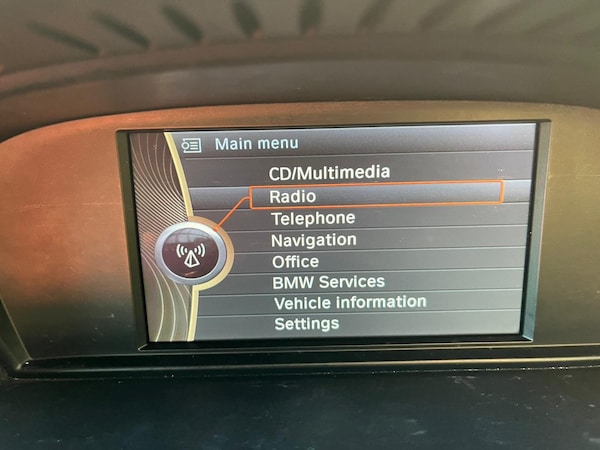 Main menu
CD/Multimedia
Radio
Telephone
Navigation
Office
BMW Services
Vehicle information
Settings